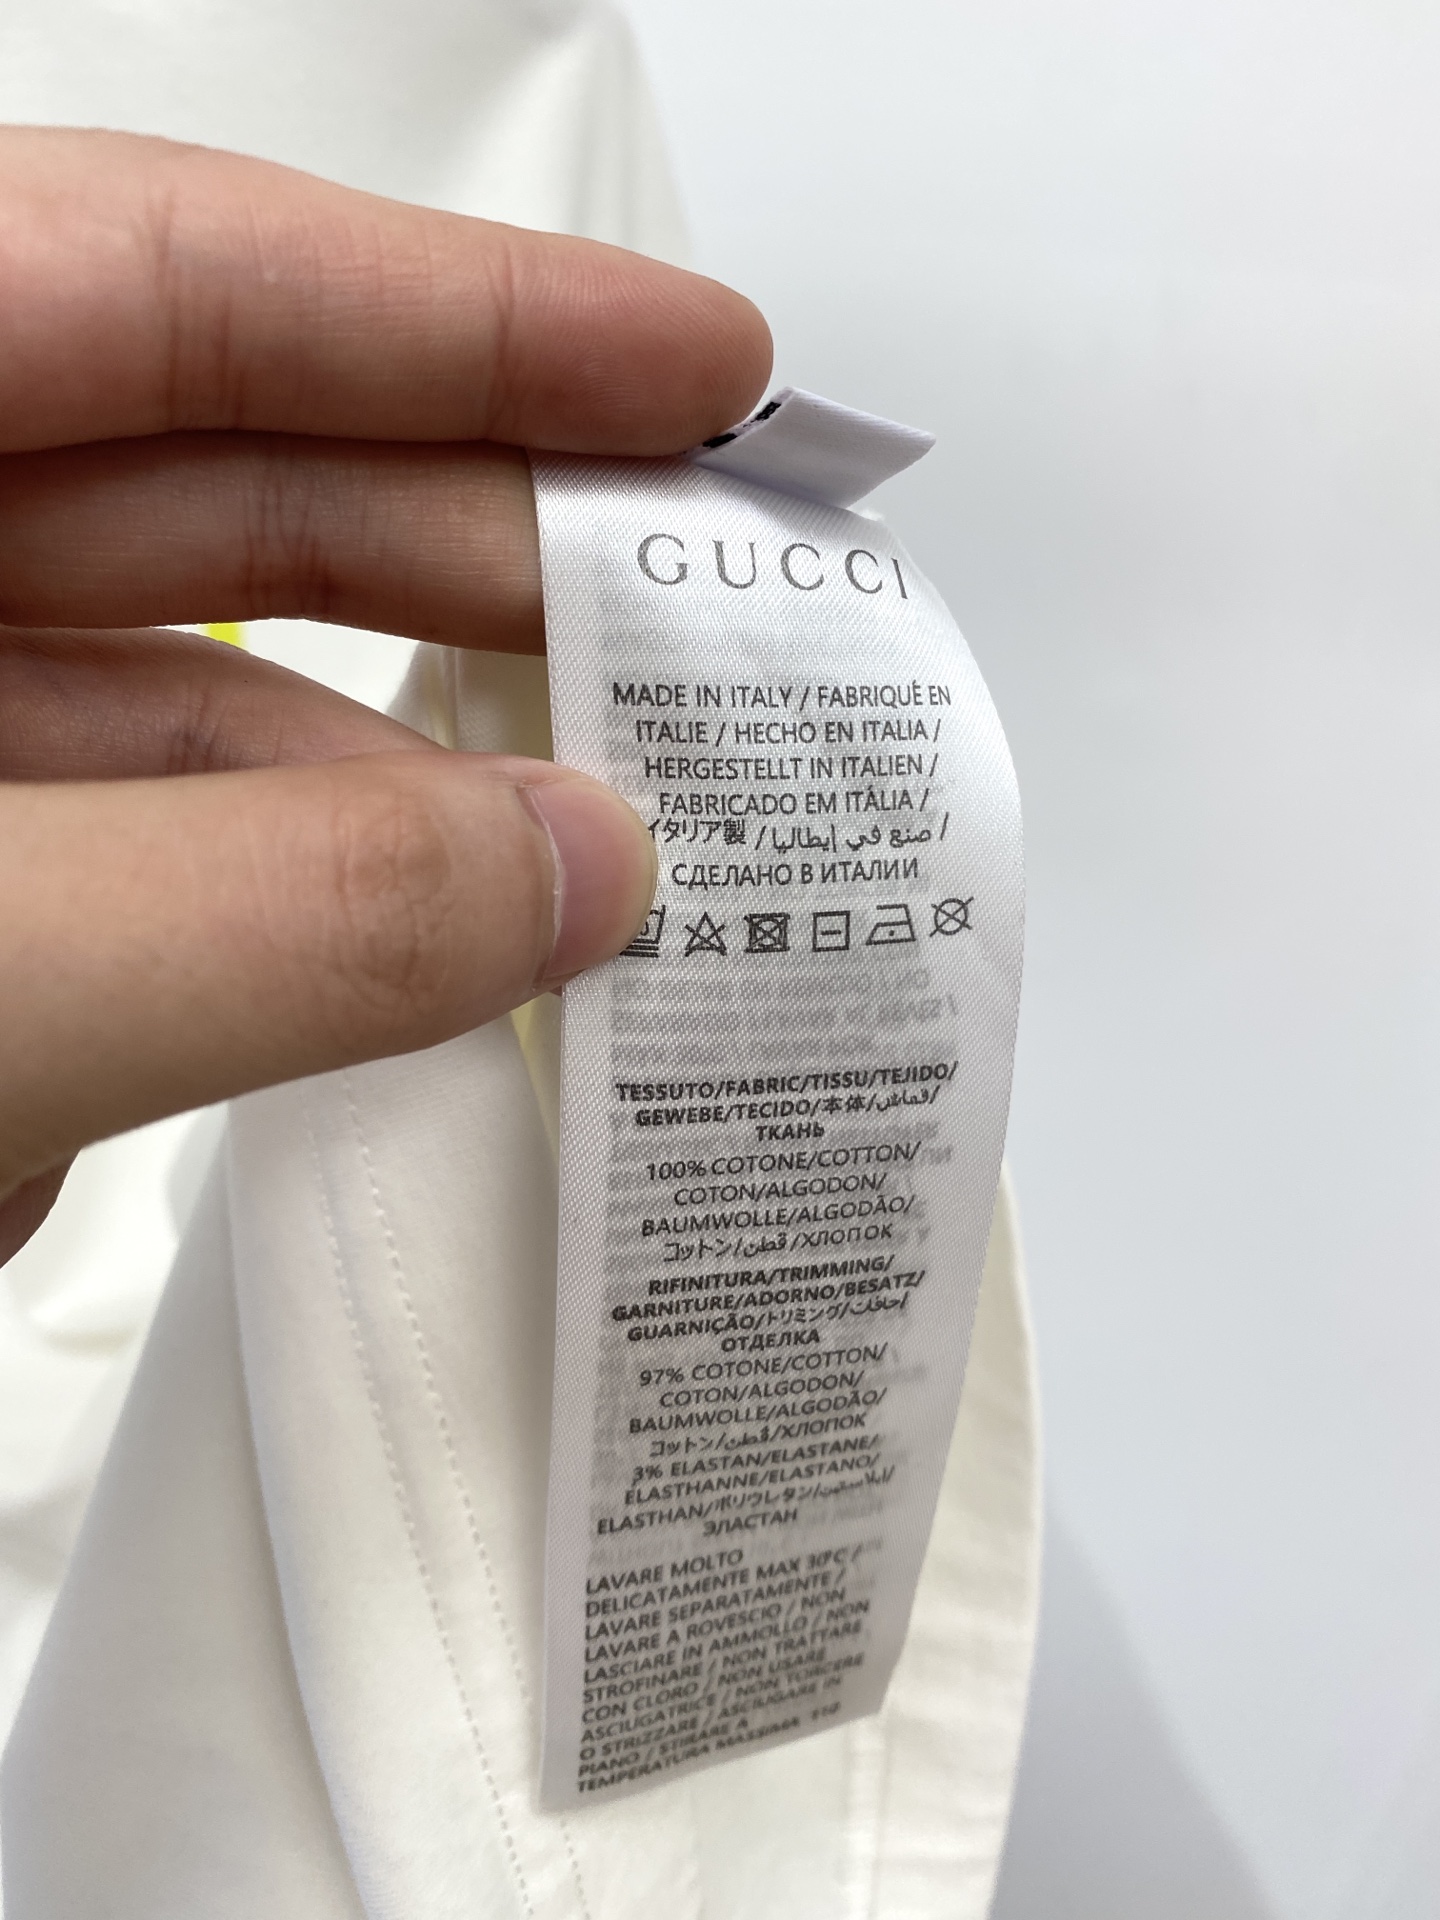 GUCCI
MADE IN ITALY / FABRIQUÉ EN
ITALIE / HECHO EN ITALIA /
HERGESTELLT IN ITALIEN /
FABRICADO EM ITÁLIA /
イタリア製 / صنع في إيطاليا /
СДЕЛАНО В ИТАЛИИ
TESSUTO/FABRIC/TISSU/TEJIDO/
GEWEBE/TECIDO/本体/قماش/
ТКАНЬ
100% COTONE/COTTON/
COTON/ALGODON/
BAUMWOLLE/ALGODÃO/
コットン/قطن/ХЛОПОК
RIFINITURA/TRIMMING/
GARNITURE/ADORNO/BESATZ/
GUARNIÇÃO/トリミング/حافات/
ОТДЕЛКА
97% COTONE/COTTON/
COTON/ALGODON/
BAUMWOLLE/ALGODÃO/
コットン/قطن/ХЛОПОК
3% ELASTAN/ELASTANE/
ELASTHANNE/ELASTANO/
ELASTHAN/ポリウレタン/إيلاستين/
ЭЛАСТАН
LAVARE MOLTO
DELICATAMENTE MAX 30°C /
LAVARE SEPARATAMENTE /
LAVARE A ROVESCIO / NON
LASCIARE IN AMMOLLO / NON
STROFINARE / NON TRATTARE
CON CLORO / NON USARE
ASCIUGATRICE / NON TORCERE
O STRIZZARE / ASCIUGARE IN
PIANO / STIRARE A
TEMPERATURA MASSIMA 110